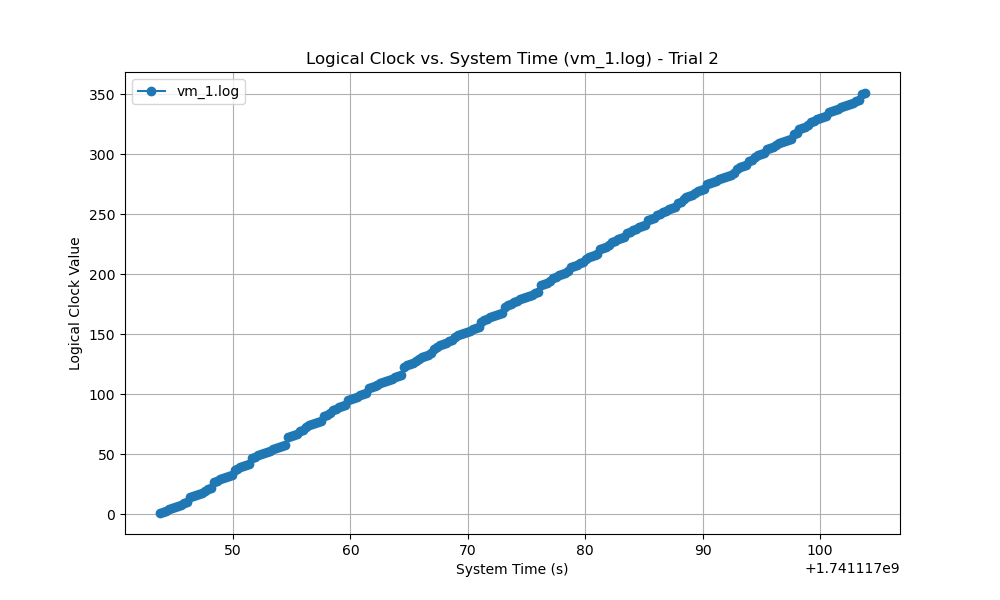 Logical Clock vs. System Time (vm_1.log) - Trial 2
vm_1.log
Logical Clock Value
350
300
250
200
150
100
50
0
50 60 70 80 90 100
System Time (s)
+1.741117e9